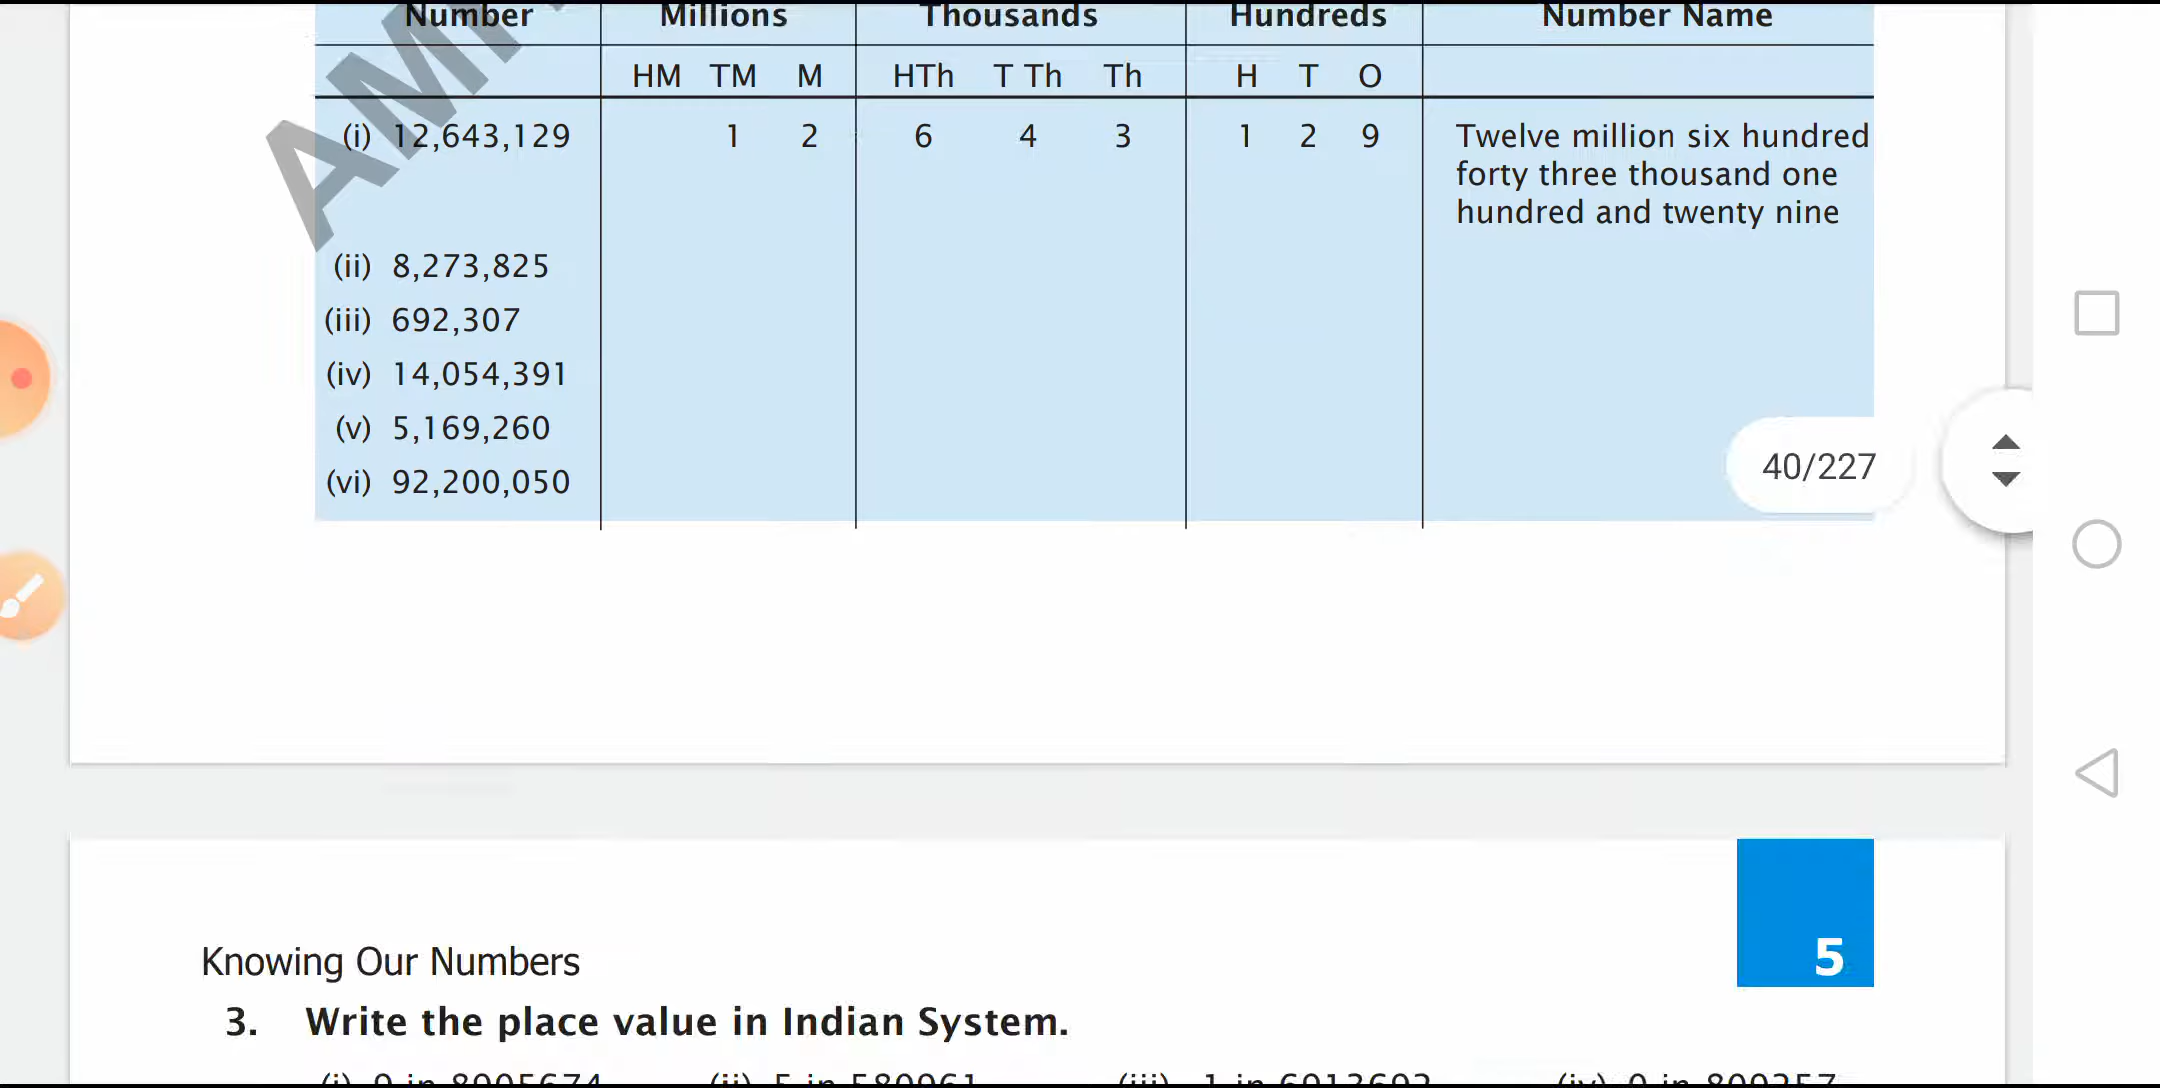 Number Millions Thousands Hundreds Number Name
HM TM M HTh T Th Th H T O
(i) 12,643,129 1 2 6 4 3 1 2 9 Twelve million six hundred
forty three thousand one
hundred and twenty nine
(ii) 8,273,825
(iii) 692,307
(iv) 14,054,391
(v) 5,169,260
(vi) 92,200,050
40/227
5
Knowing Our Numbers
3. Write the place value in Indian System.